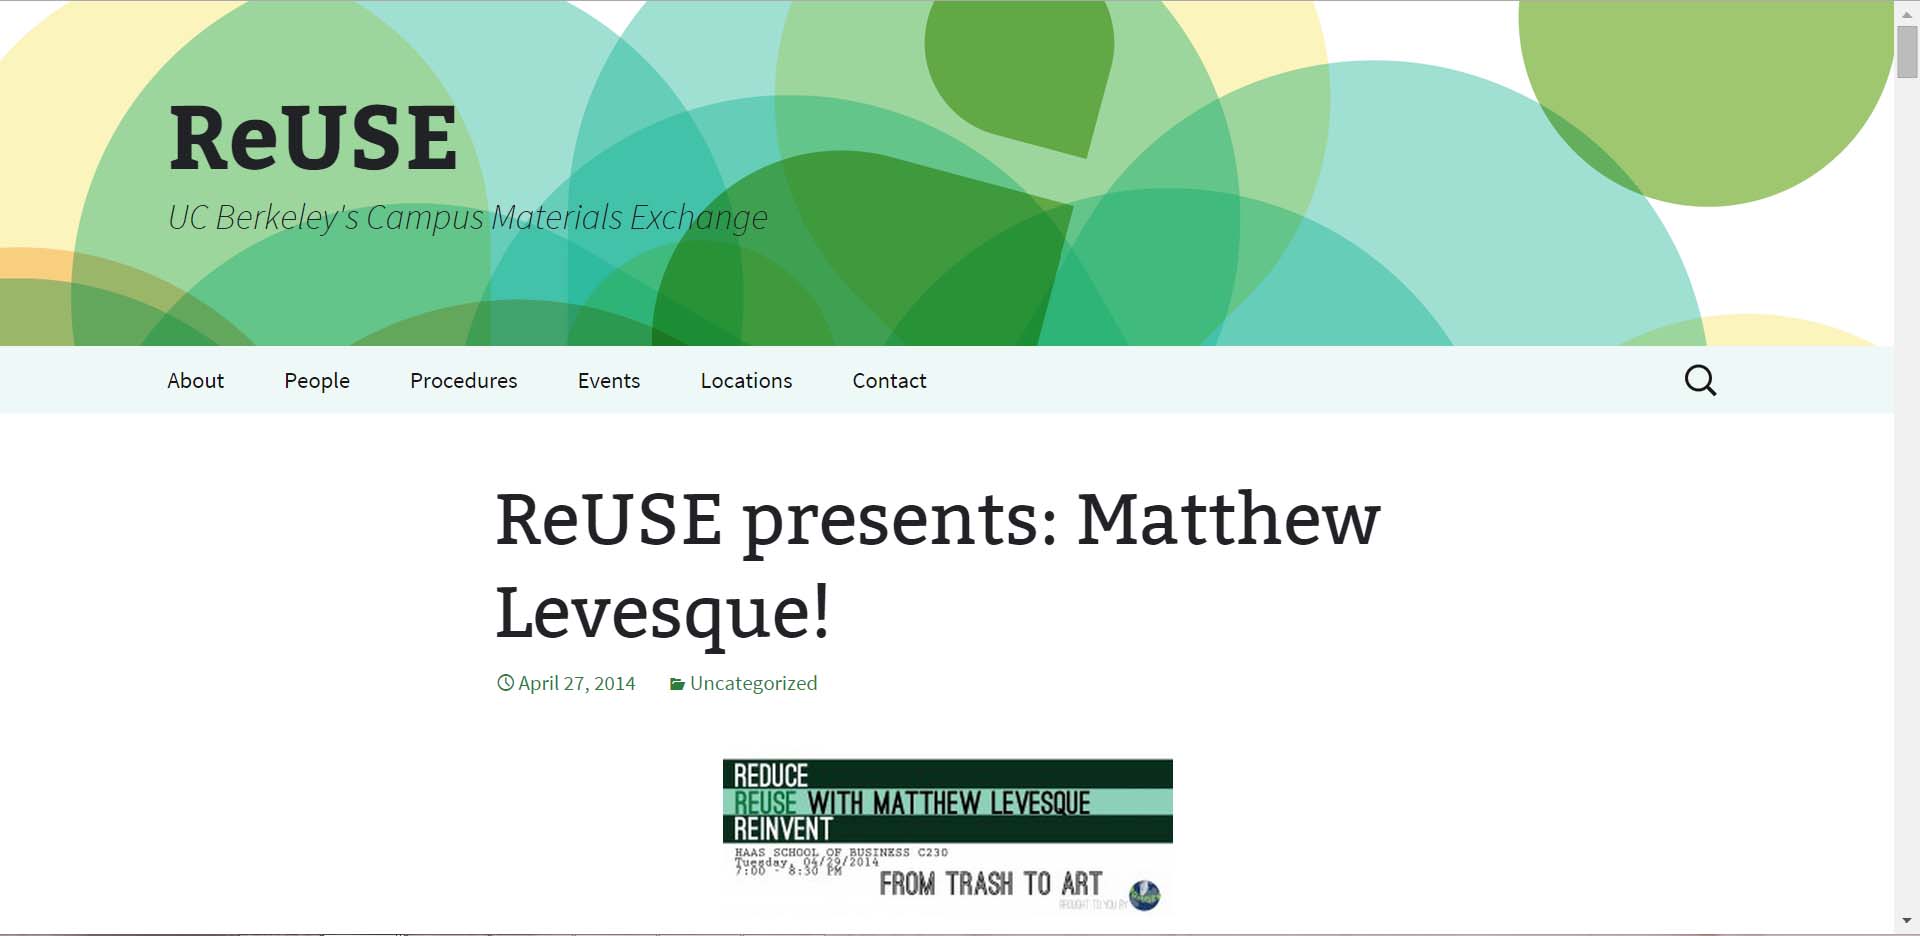 ReUSE
UC Berkeley's Campus Materials Exchange
About People Procedures Events Locations Contact
ReUSE presents: Matthew
Levesque!
April 27, 2014 Uncategorized
REDUCE
REUSE WITH MATTHEW LEVESQUE
REINVENT
HAAS SCHOOL OF BUSINESS C230
Tuesday, 04/29/2014
7:00 - 8:30 PM
FROM TRASH TO ART
BROUGHT TO YOU BY